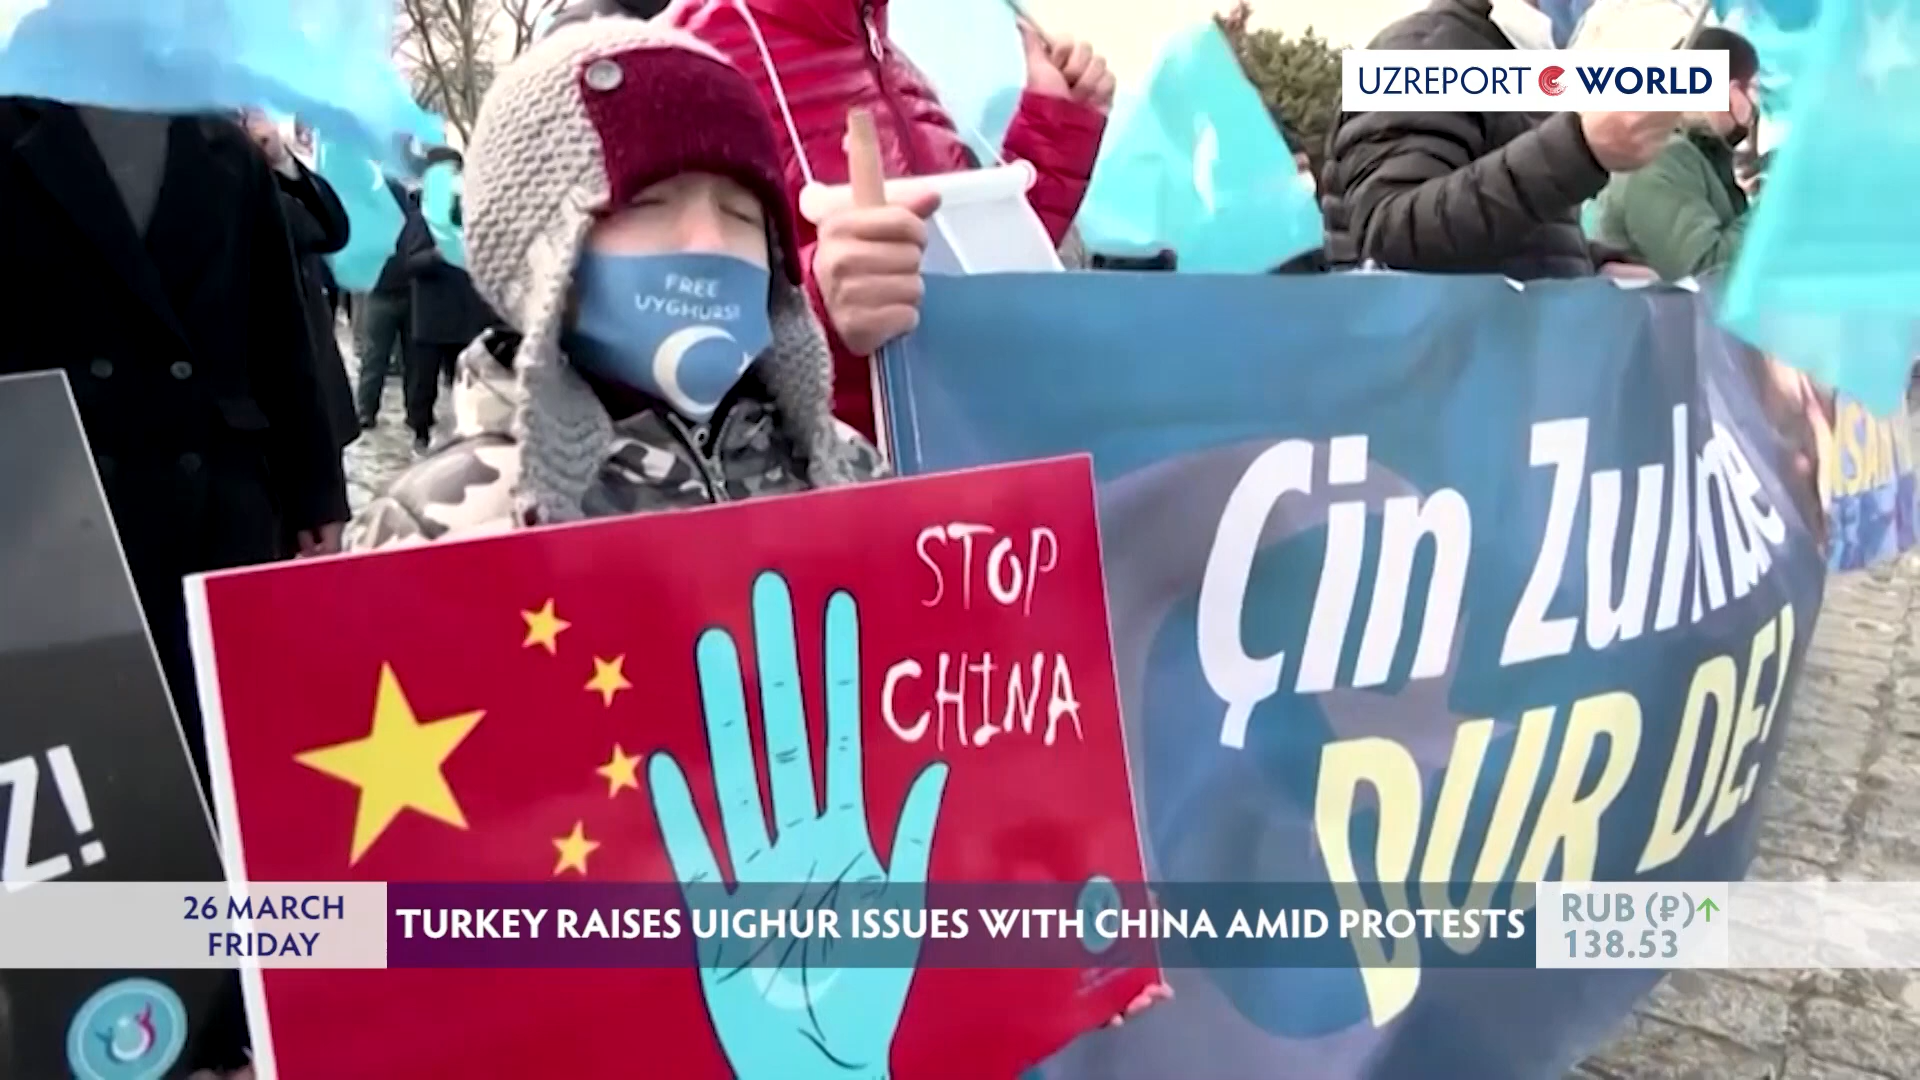 UZREPORT WORLD
FREE
UYGHURS!
STOP
CHINA
Çin Zulmüne
DUR DE!
Z!
26 MARCH
FRIDAY
TURKEY RAISES UIGHUR ISSUES WITH CHINA AMID PROTESTS
RUB (₽)↑
138.53